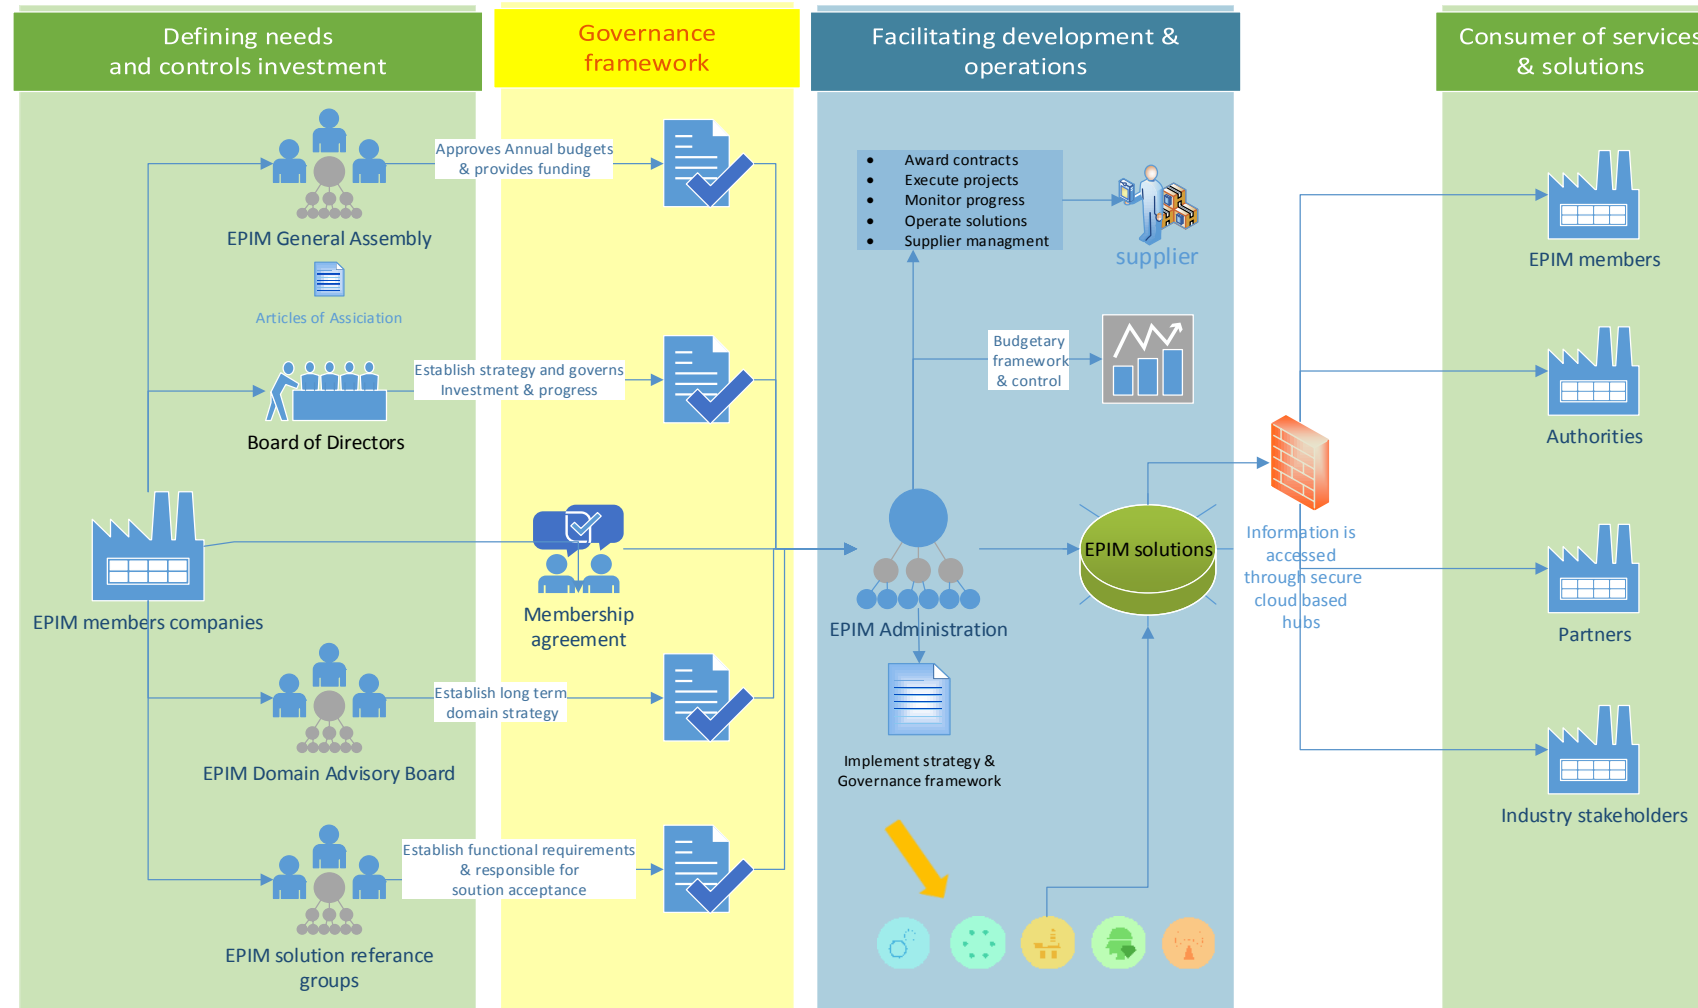 Defining needs
and controls investment
Governance
framework
Facilitating development &
operations
Consumer of services
& solutions
Approves Annual budgets
& provides funding
EPIM General Assembly
Articles of Assiciation
Establish strategy and governs
Investment & progress
Board of Directors
EPIM members companies
Membership
agreement
Establish long term
domain strategy
EPIM Domain Advisory Board
Establish functional requirements
& responsible for
soution acceptance
EPIM solution referance
groups
• Award contracts
• Execute projects
• Monitor progress
• Operate solutions
• Supplier managment
supplier
Budgetary
framework
& control
EPIM solutions
EPIM Administration
Implement strategy &
Governance framework
Information is
accessed
through secure
cloud based
hubs
EPIM members
Authorities
Partners
Industry stakeholders